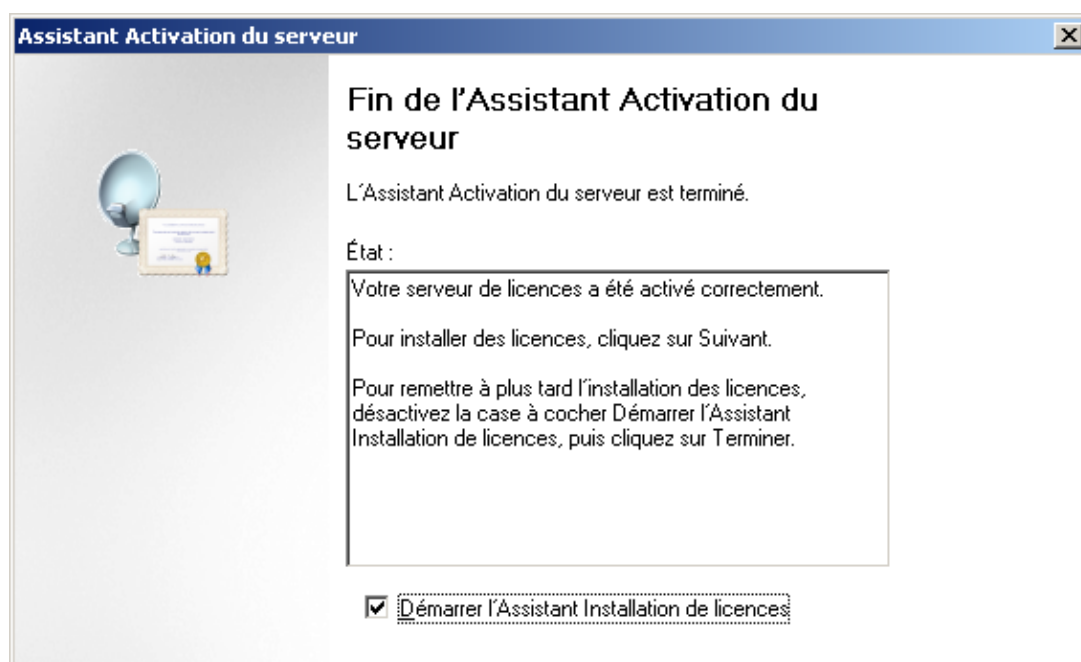 Assistant Activation du serveur
Fin de l'Assistant Activation du
serveur
L'Assistant Activation du serveur est terminé.
État :
Votre serveur de licences a été activé correctement.
Pour installer des licences, cliquez sur Suivant.
Pour remettre à plus tard l'installation des licences,
désactivez la case à cocher Démarrer l'Assistant
Installation de licences, puis cliquez sur Terminer.
Démarrer l'Assistant Installation de licences